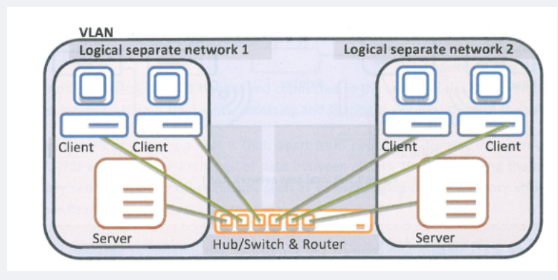 VLAN
Logical separate network 1
Logical separate network 2
Client
Client
Client
Client
Server
Hub/Switch & Router
Server